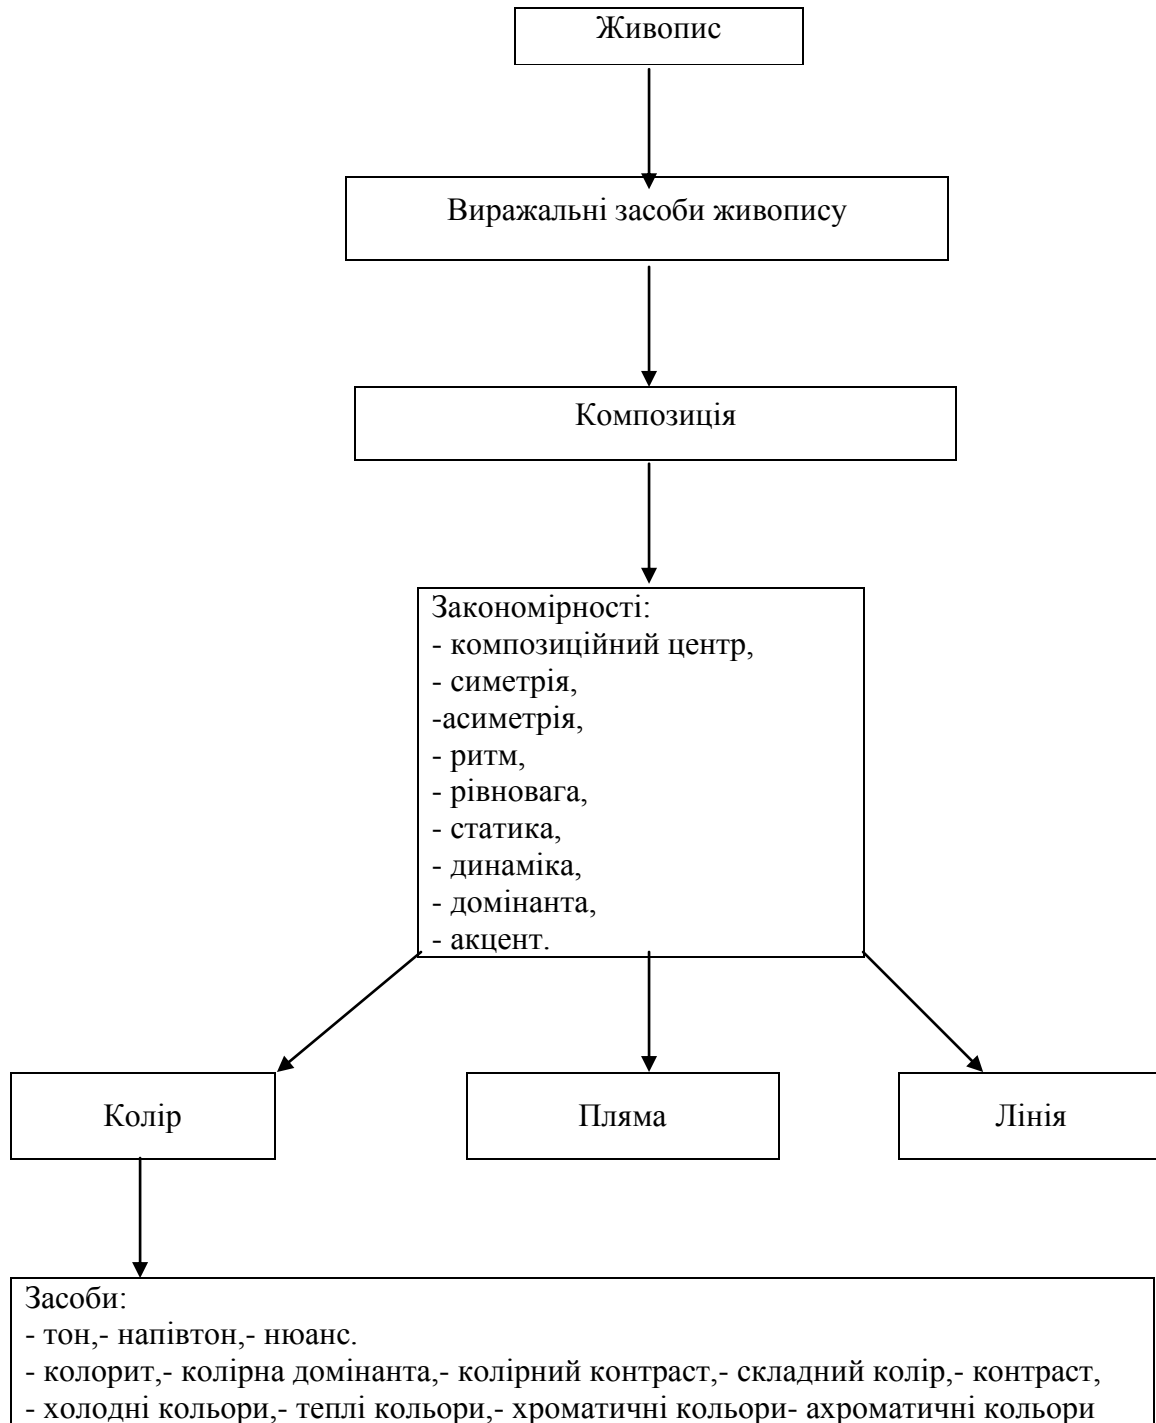 Живопис
Виражальні засоби живопису
Композиція
Закономірності:
- композиційний центр,
- симетрія,
-асиметрія,
- ритм,
- рівновага,
- статика,
- динаміка,
- домінанта,
- акцент.
Колір
Пляма
Лінія
Засоби:
- тон,- напівтон,- нюанс.
- колорит,- колірна домінанта,- колірний контраст,- складний колір,- контраст,
- холодні кольори,- теплі кольори,- хроматичні кольори- ахроматичні кольори